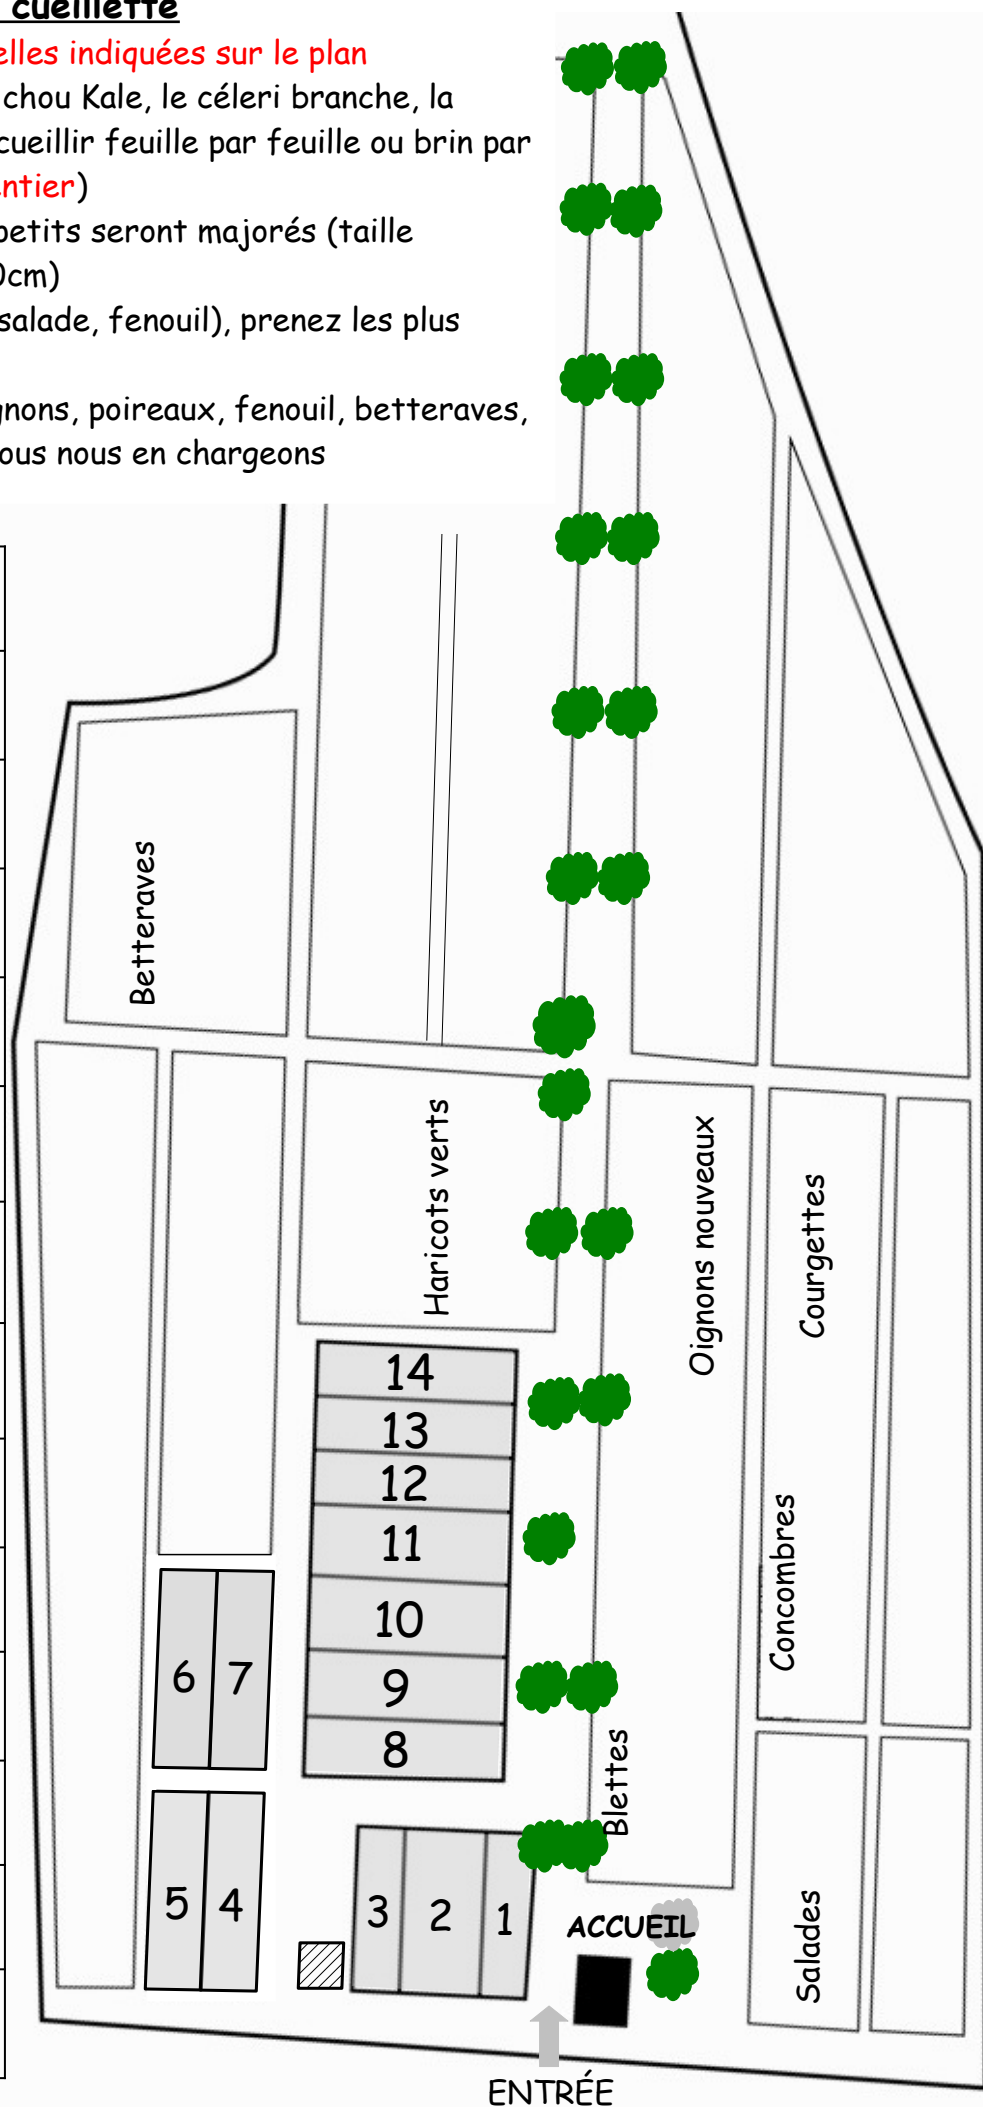 cueillette
elles indiquées sur le plan
chou Kale, le céleri branche, la
cueillir feuille par feuille ou brin par
entier)
petits seront majorés (taille
0cm)
salade, fenouil), prenez les plus
gnons, poireaux, fenouil, betteraves,
ous nous en chargeons
Betteraves
Haricots verts
Oignons nouveaux
Courgettes
14
13
12
11
10
9
8
Concombres
6 7
Blettes
5 4
3 2 1
ACCUEIL
Salades
ENTRÉE